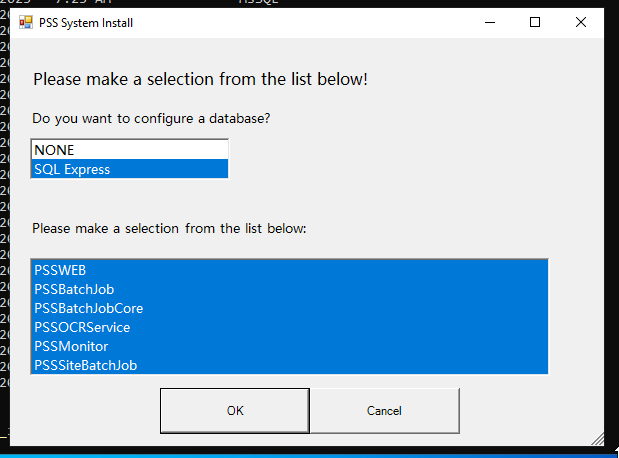 PSS System Install
Please make a selection from the list below!
Do you want to configure a database?
NONE
SQL Express
Please make a selection from the list below:
PSSWEB
PSSBatchJob
PSSBatchJobCore
PSSOCRService
PSSMonitor
PSSSiteBatchJob
OK
Cancel